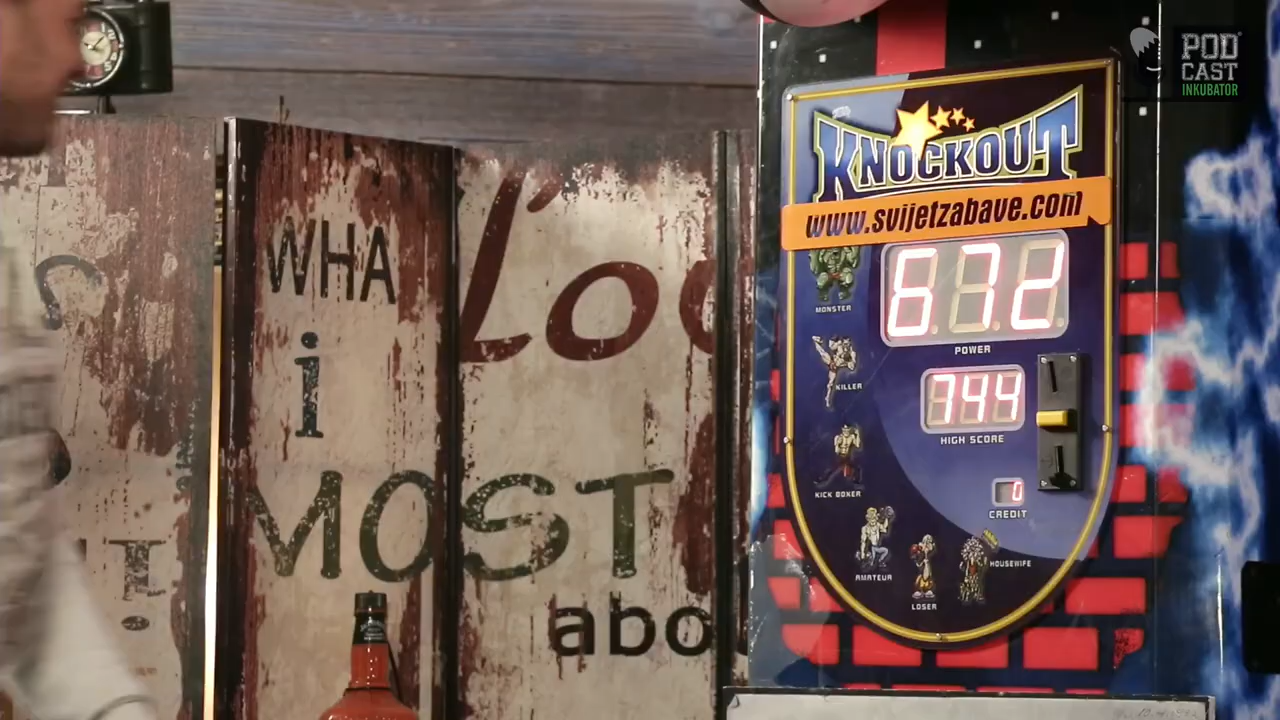 POD
CAST
INKUBATOR
KNOCKOUT
www.svijetzabave.com
672
POWER
744
HIGH SCORE
0
CREDIT
MONSTER
KILLER
KICK BOXER
AMATEUR
LOSER
HOUSEWIFE
WHA
i
MOST
abo